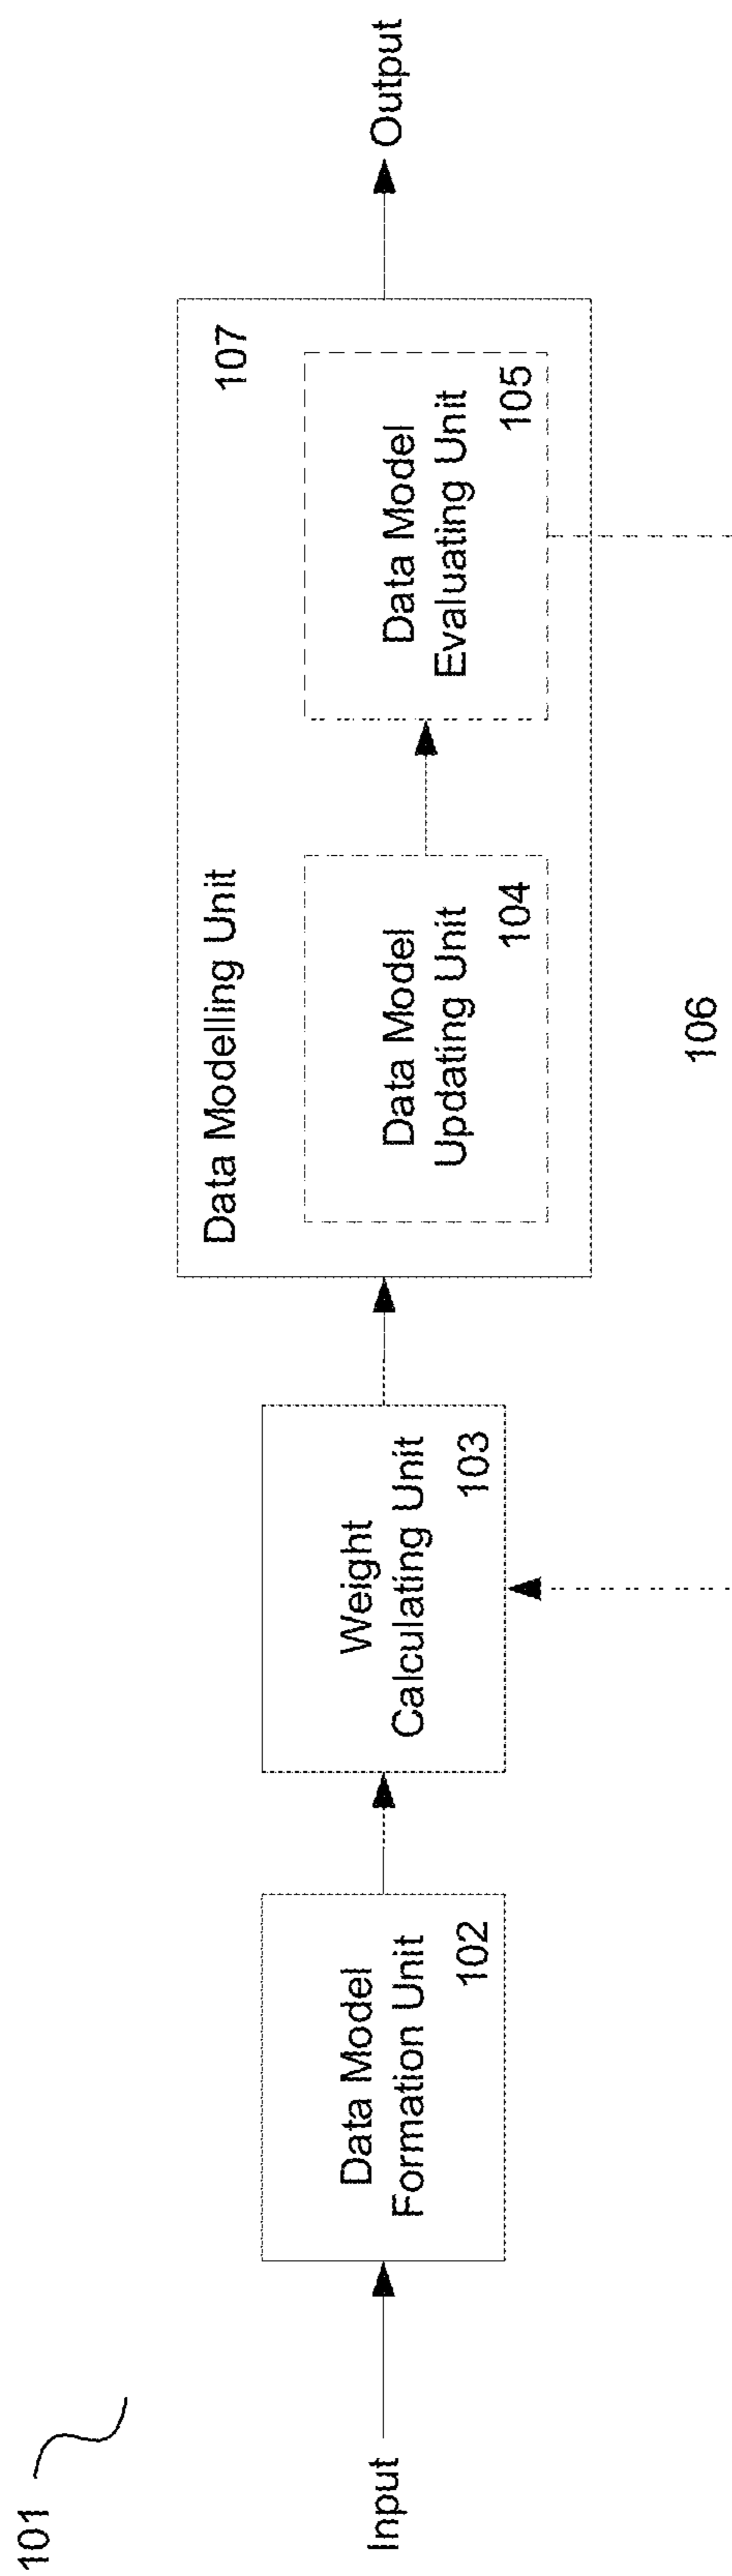 101
Input
Data Model
Formation Unit
102
Weight
Calculating Unit
103
Data Modelling Unit
107
Data Model
Updating Unit
104
Data Model
Evaluating Unit
105
106
Output